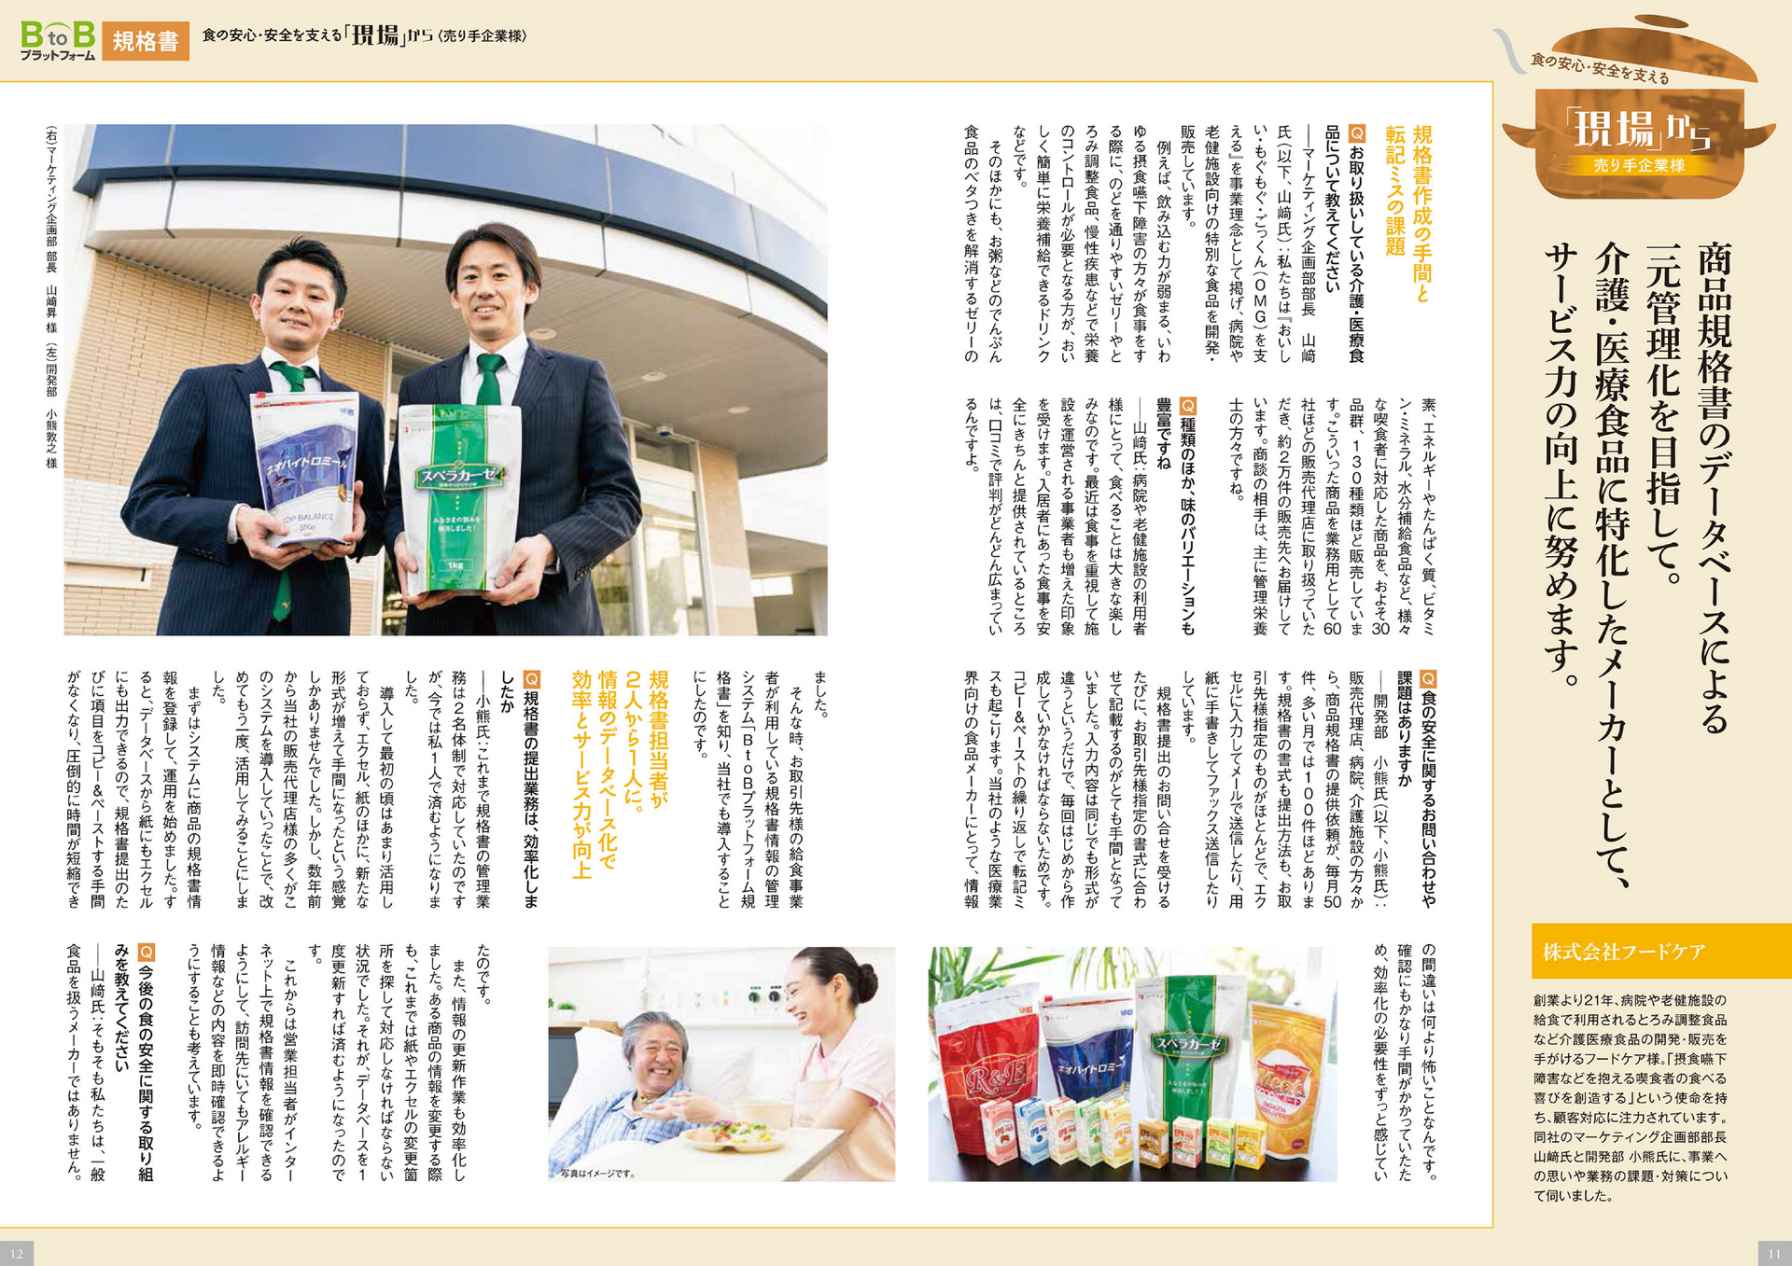 BtoB
プラットフォーム
規格書
食の安心・安全を支える「現場」から〈売り手企業様〉
食の安心・安全を支える
「現場」から
売り手企業様
商品規格書のデータベースによる
一元管理化を目指して。
介護・医療食品に特化したメーカーとして、
サービス力の向上に努めます。
株式会社フードケア
創業より21年、病院や老健施設の
給食で利用されるとろみ調整食品
など介護医療食品の開発・販売を
手がけるフードケア様。「摂食嚥下
障害などを抱える喫食者の食べる
喜びを創造する」という使命を持
ち、顧客対応に注力されています。
同社のマーケティング企画部部長
山﨑氏と開発部 小熊氏に、事業へ
の思いや業務の課題・対策につい
て伺いました。
規格書作成の手間と
転記ミスの課題
Q お取り扱いしている介護・医療食
品について教えてください
――マーケティング企画部部長 山﨑
氏(以下、山﨑氏):私たちは『おいし
い・もぐもぐ・ごっくん(OMG)を支
える』を事業理念として掲げ、病院や
老健施設向けの特別な食品を開発・
販売しています。
例えば、飲み込む力が弱まる、いわ
ゆる摂食嚥下障害の方々が食事をす
る際に、のどを通りやすいゼリーやと
ろみ調整食品、慢性疾患などで栄養
のコントロールが必要となる方が、おい
しく簡単に栄養補給できるドリンク
などです。
そのほかにも、お粥などのでんぷん
食品のベタつきを解消するゼリーの
素、エネルギーやたんぱく質、ビタミ
ン・ミネラル、水分補給食品など、様々
な喫食者に対応した商品を、およそ30
品群、130種類ほど販売していま
す。こういった商品を業務用として60
社ほどの販売代理店に取り扱っていた
だき、約2万件の販売先へお届けして
います。商談の相手は、主に管理栄養
士の方々ですね。
Q 種類のほか、味のバリエーションも
豊富ですね
――山﨑氏:病院や老健施設の利用者
様にとって、食べることは大きな楽し
みなのです。最近は食事を重視して施
設を運営される事業者も増えた印象
を受けます。入居者にあった食事を安
全にきちんと提供されているところ
は、口コミで評判がどんどん広まってい
るんですよ。
Q 食の安全に関するお問い合わせや
課題はありますか
――開発部 小熊氏(以下、小熊氏):
販売代理店、病院、介護施設の方々か
ら、商品規格書の提供依頼が、毎月50
件、多い月では100件ほどありま
す。規格書の書式も提出方法も、お取
引先様指定のものがほとんどで、エク
セルに入力してメールで送信したり、用
紙に手書きしてファックス送信したり
しています。
規格書提出のお問い合せを受ける
たびに、お取引先様指定の書式に合わ
せて記載するのがとても手間となって
いました。入力内容は同じでも形式が
違うというだけで、毎回はじめから作
成していかなければならないためです。
コピー&ペーストの繰り返しで転記ミ
スも起こります。当社のような医療業
界向けの食品メーカーにとって、情報
の間違いは何より怖いことなんです。
確認にもかなり手間がかかっていたた
め、効率化の必要性をずっと感じてい
ました。
そんな時、お取引先様の給食事業
者が利用している規格書情報の管理
システム「BtoBプラットフォーム規
格書」を知り、当社でも導入すること
にしたのです。
規格書担当者が
2人から1人に。
情報のデータベース化で
効率とサービス力が向上
Q 規格書の提出業務は、効率化しま
したか
――小熊氏:これまで規格書の管理業
務は2名体制で対応していたのです
が、今では私1人で済むようになりま
した。
導入して最初の頃はあまり活用し
ておらず、エクセル、紙のほかに、新たな
形式が増えて手間になったという感覚
しかありませんでした。しかし、数年前
から当社の販売代理店様の多くがこ
のシステムを導入していったことで、改
めてもう一度、活用してみることにしま
した。
まずはシステムに商品の規格書情
報を登録して、運用を始めました。す
ると、データベースから紙にもエクセル
にも出力できるので、規格書提出のた
びに項目をコピー&ペーストする手間
がなくなり、圧倒的に時間が短縮でき
たのです。
また、情報の更新作業も効率化し
ました。ある商品の情報を変更する際
も、これまでは紙やエクセルの変更箇
所を探して対応しなければならない
状況でした。それが、データベースを1
度更新すれば済むようになったので
す。
これからは営業担当者がインター
ネット上で規格書情報を確認できる
ようにして、訪問先にいてもアレルギー
情報などの内容を即時確認できるよ
うにすることも考えています。
Q 今後の食の安全に関する取り組
みを教えてください
――山﨑氏:そもそも私たちは、一般
食品を扱うメーカーではありません。
(右)マーケティング企画部 部長 山﨑昇 様 (左)開発部 小熊敦之 様
ネオハイトロミール
TOP BALANCE
スペラカーゼ
1kg
写真はイメージです。
R&E
ネオハイトロミール
スペラカーゼ
12
11